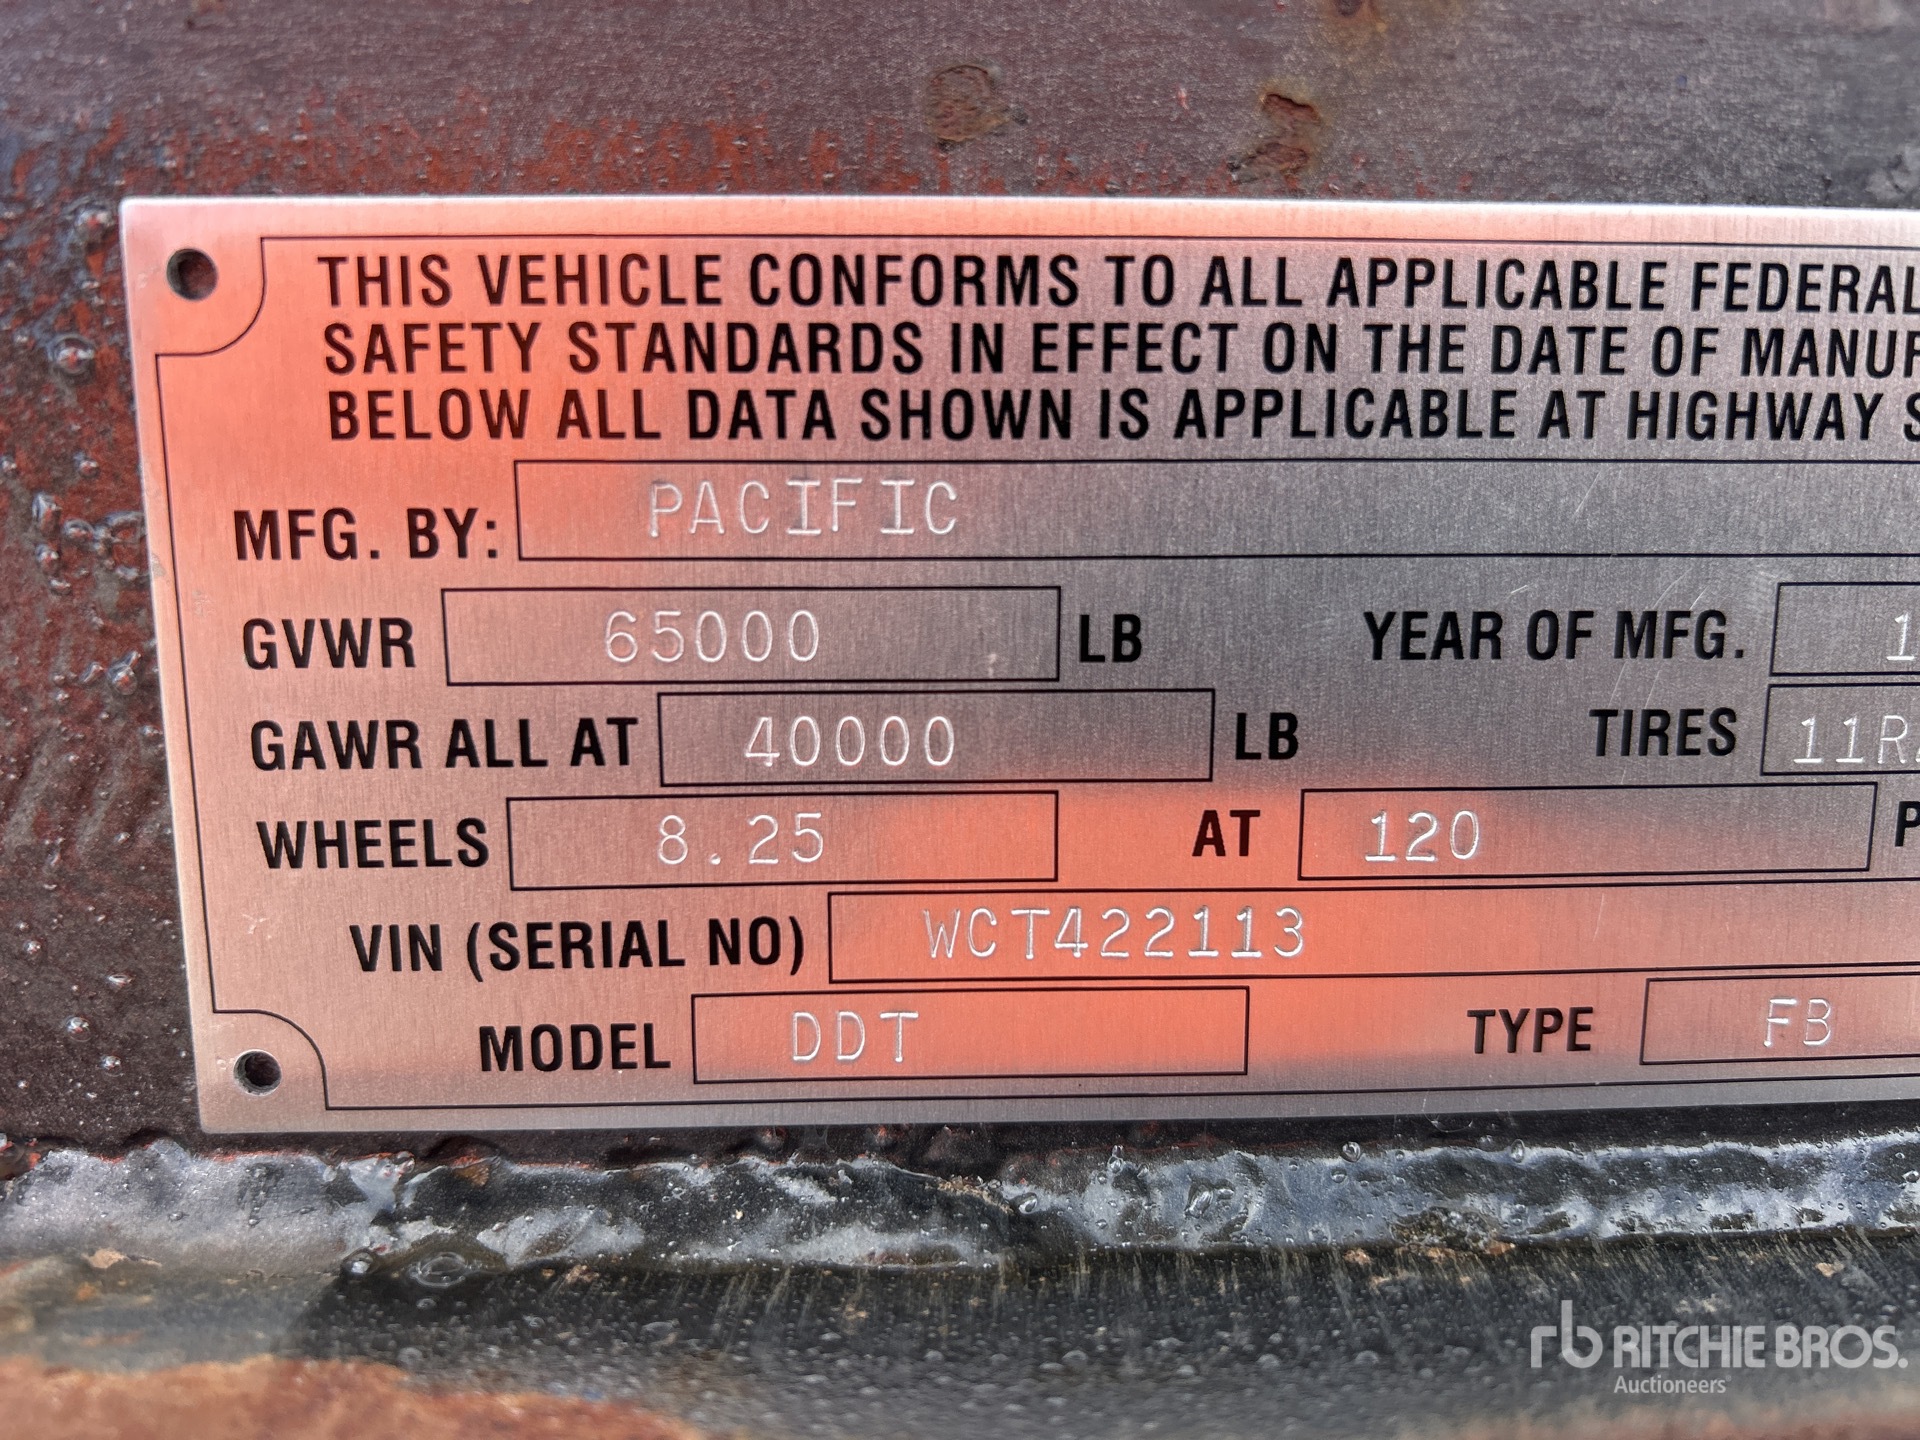 THIS VEHICLE CONFORMS TO ALL APPLICABLE FEDERAL
SAFETY STANDARDS IN EFFECT ON THE DATE OF
BELOW ALL DATA SHOWN IS APPLICABLE AT HIGHWAY
MFG. BY: PACIFIC
GVWR 65000 LB YEAR OF MFG.
GAWR ALL AT 40000 LB TIRES
WHEELS 8.25 AT 120
VIN (SERIAL NO) WCT422113
MODEL DDT TYPE FB
rb RITCHIE BROS.
Auctioneers